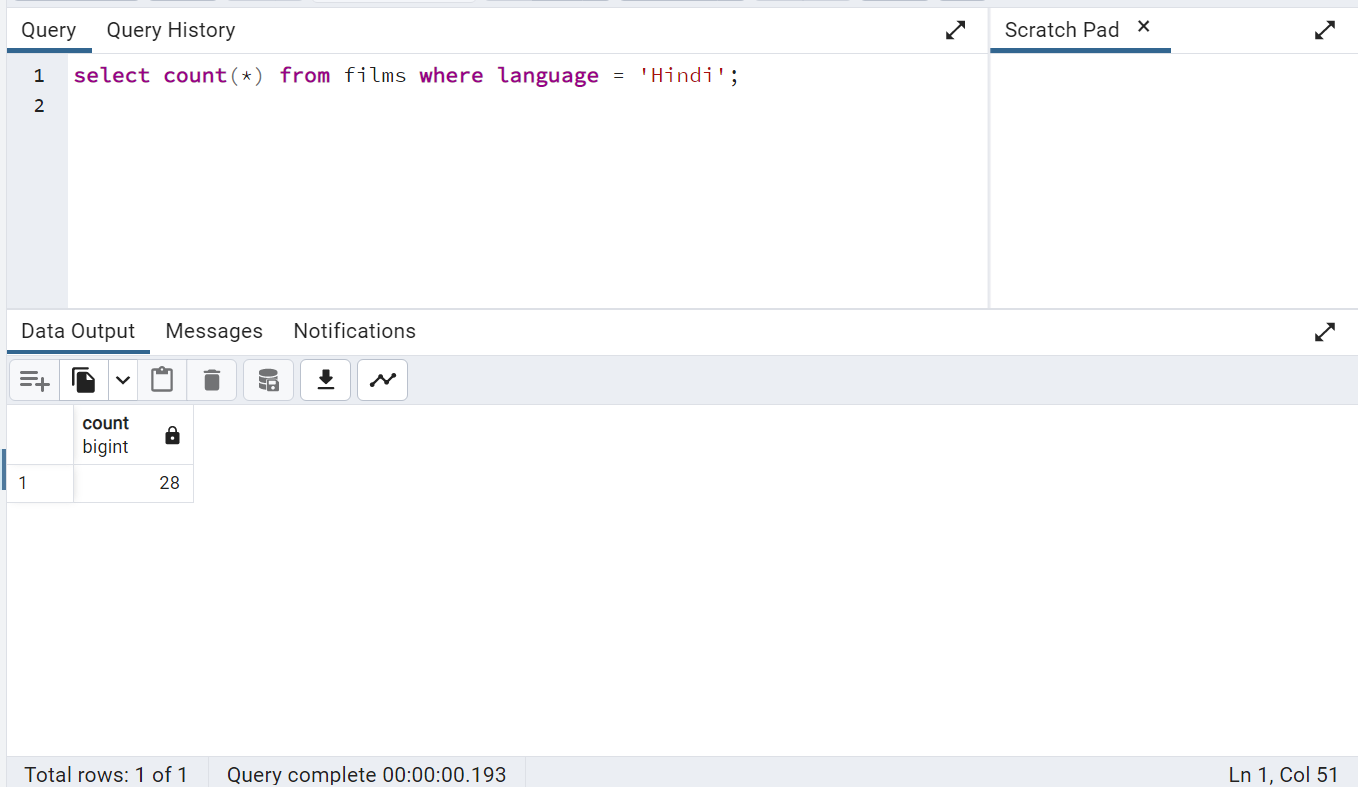 Query Query History Scratch Pad ×
1 select count(*) from films where language = 'Hindi';
2
Data Output Messages Notifications
count
bigint
1 28
Total rows: 1 of 1 Query complete 00:00:00.193 Ln 1, Col 51